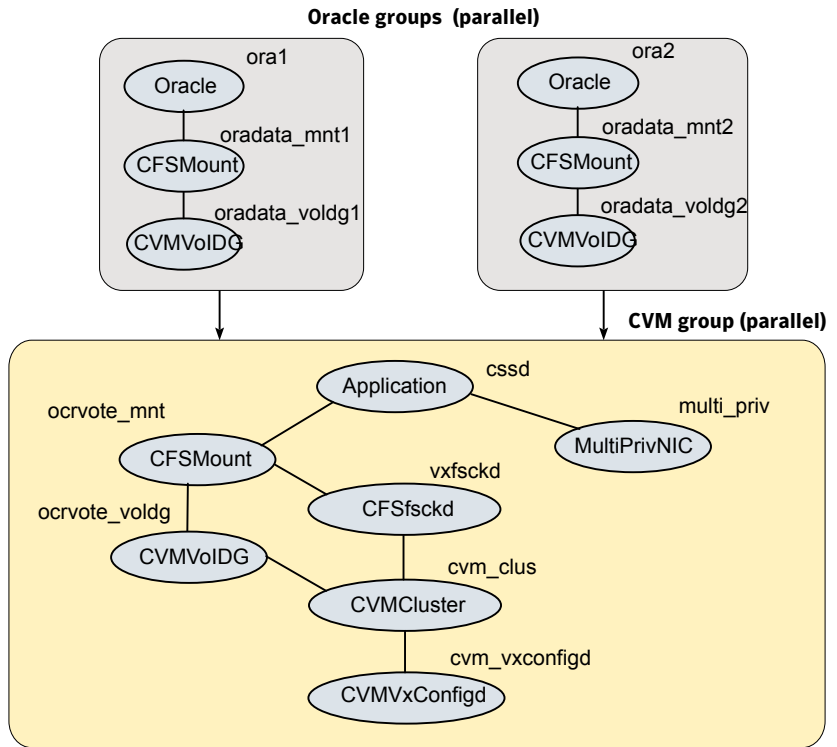 Oracle groups (parallel)
ora1
Oracle
oradata_mnt1
CFSMount
oradata_voldg1
CVMVolDG
ora2
Oracle
oradata_mnt2
CFSMount
oradata_voldg2
CVMVolDG
CVM group (parallel)
cssd
Application
ocrvote_mnt
multi_priv
CFSMount
MultiPrivNIC
vxfsckd
ocrvote_voldg
CFSfsckd
CVMVolDG
cvm_clus
CVMCluster
cvm_vxconfigd
CVMVxConfigd